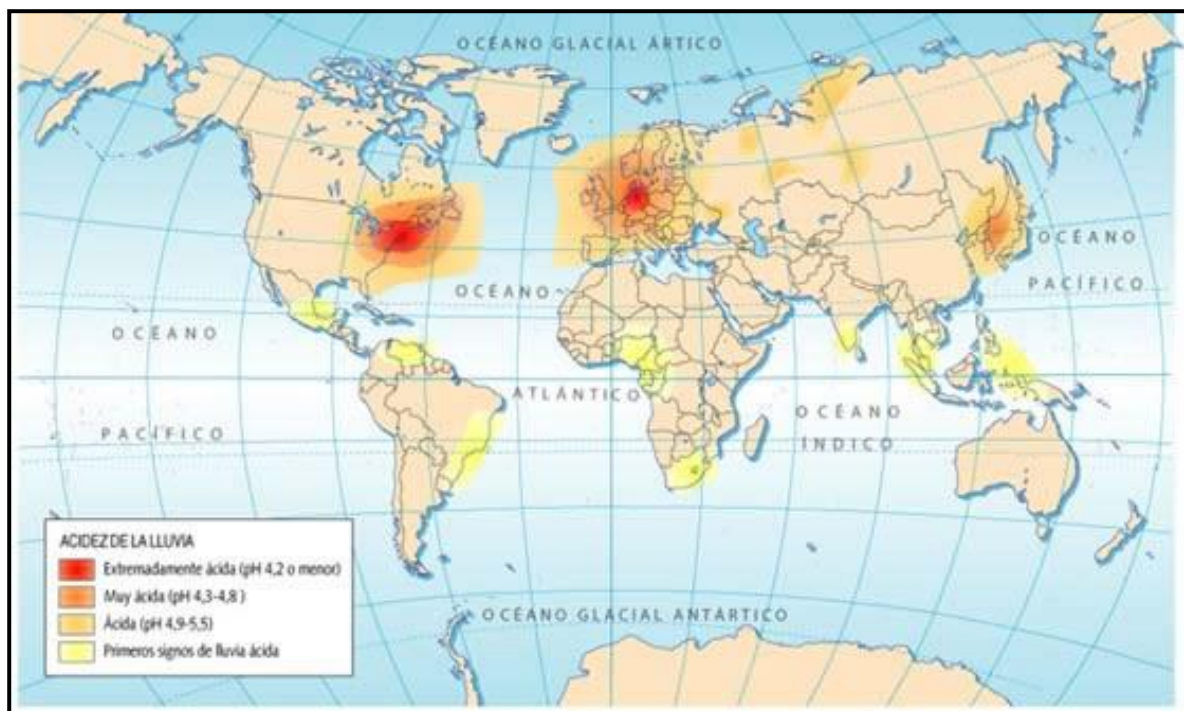 OCÉANO GLACIAL ÁRTICO
OCÉANO
PACÍFICO
OCÉANO
ATLÁNTICO
OCÉANO
ÍNDICO
OCÉANO
PACÍFICO
OCÉANO GLACIAL ANTÁRTICO
ACIDEZ DE LA LLUVIA
Extremadamente ácida (pH 4,2 o menor)
Muy ácida (pH 4,3-4,8 )
Ácida (pH 4,9-5,5)
Primeros signos de lluvia ácida